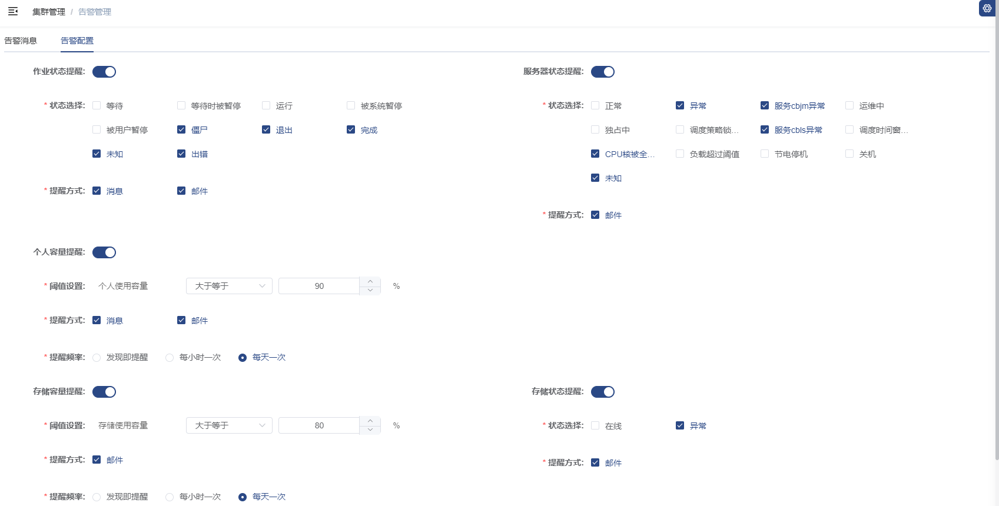 集群管理 / 告警管理
告警消息 告警配置
作业状态提醒:
* 状态选择: 等待 等待时被暂停 运行 被系统暂停
被用户暂停 僵尸 退出 完成
未知 出错
* 提醒方式: 消息 邮件
服务器状态提醒:
* 状态选择: 正常 异常 服务cbjm异常 运维中
独占中 调度策略锁... 服务cbls异常 调度时间窗...
CPU核被全... 负载超过阈值 节电停机 关机
未知
* 提醒方式: 邮件
个人容量提醒:
* 阈值设置: 个人使用容量 大于等于 90 %
* 提醒方式: 消息 邮件
* 提醒频率: 发现即提醒 每小时一次 每天一次
存储容量提醒:
* 阈值设置: 存储使用容量 大于等于 80 %
* 提醒方式: 邮件
* 提醒频率: 发现即提醒 每小时一次 每天一次
存储状态提醒:
* 状态选择: 在线 异常
* 提醒方式: 邮件